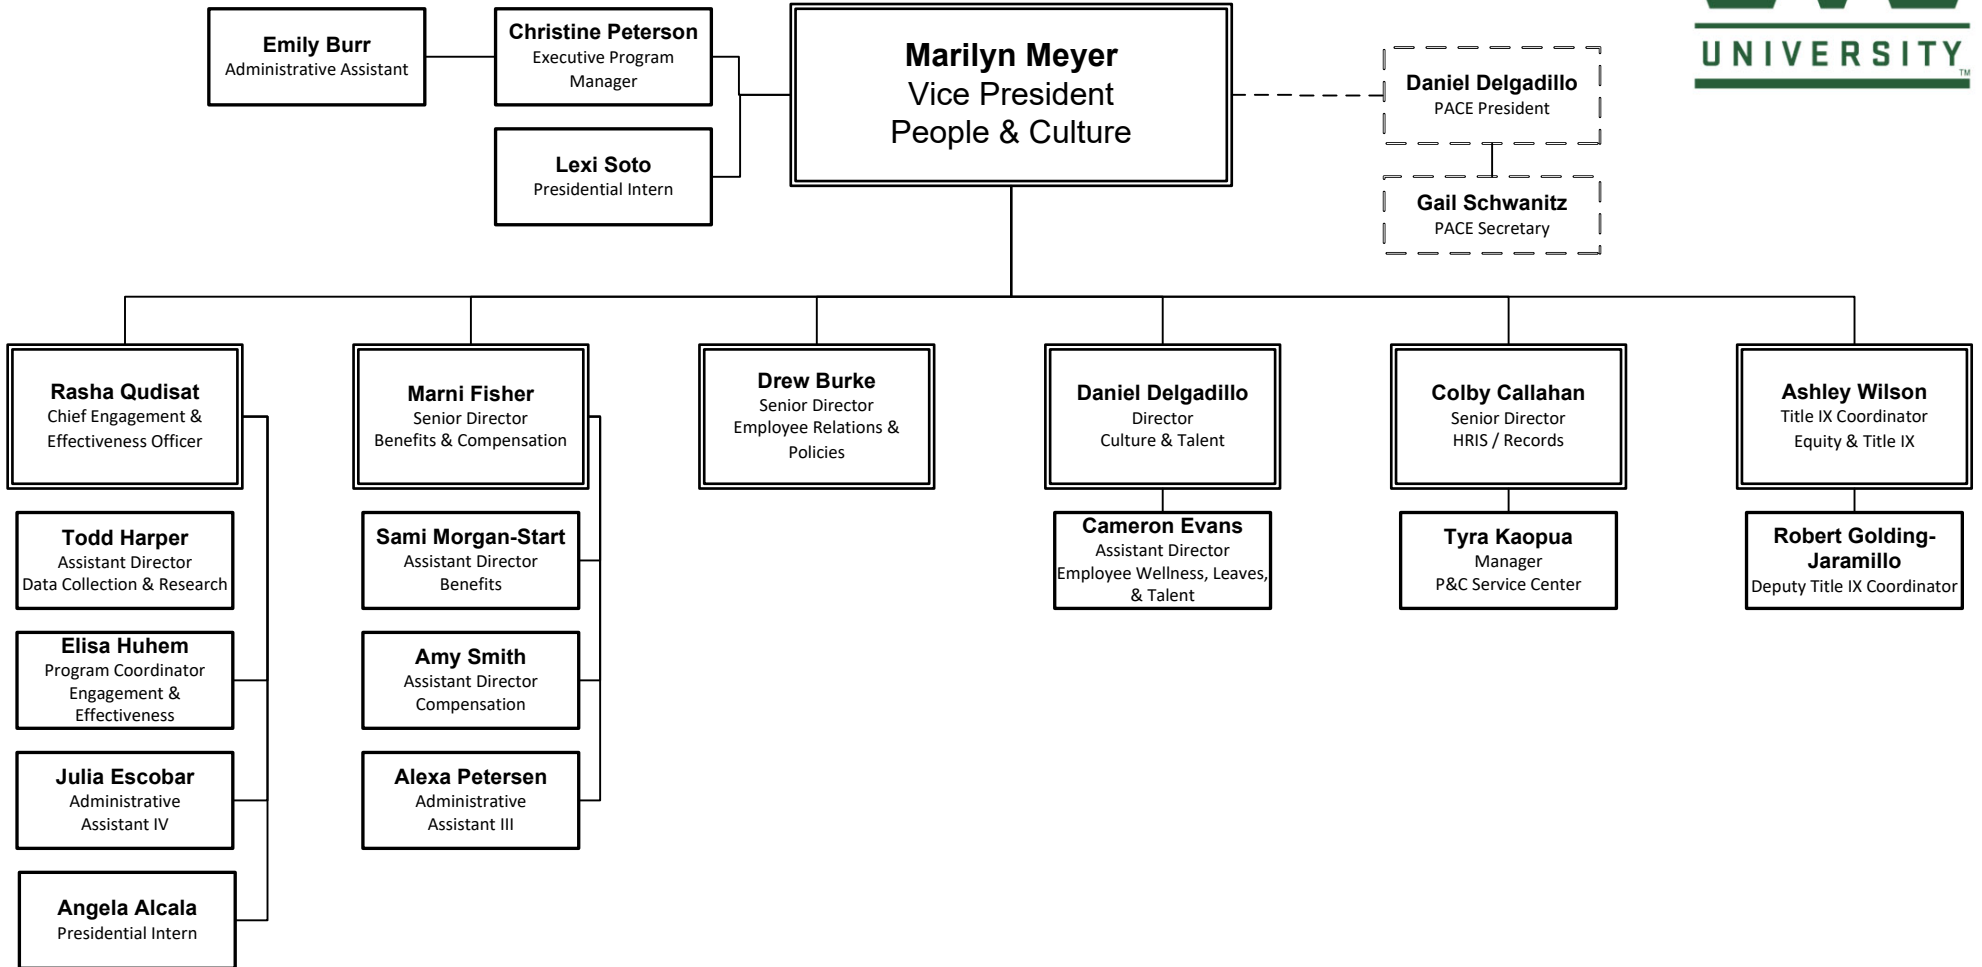 Emily Burr
Administrative Assistant
Christine Peterson
Executive Program
Manager
Lexi Soto
Presidential Intern
Marilyn Meyer
Vice President
People & Culture
Daniel Delgadillo
PACE President
Gail Schwanitz
PACE Secretary
UNIVERSITY
TM
Rasha Qudisat
Chief Engagement &
Effectiveness Officer
Todd Harper
Assistant Director
Data Collection & Research
Elisa Huhem
Program Coordinator
Engagement &
Effectiveness
Julia Escobar
Administrative
Assistant IV
Angela Alcala
Presidential Intern
Marni Fisher
Senior Director
Benefits & Compensation
Sami Morgan-Start
Assistant Director
Benefits
Amy Smith
Assistant Director
Compensation
Alexa Petersen
Administrative
Assistant III
Drew Burke
Senior Director
Employee Relations &
Policies
Daniel Delgadillo
Director
Culture & Talent
Cameron Evans
Assistant Director
Employee Wellness, Leaves,
& Talent
Colby Callahan
Senior Director
HRIS / Records
Tyra Kaopua
Manager
P&C Service Center
Ashley Wilson
Title IX Coordinator
Equity & Title IX
Robert Golding-
Jaramillo
Deputy Title IX Coordinator